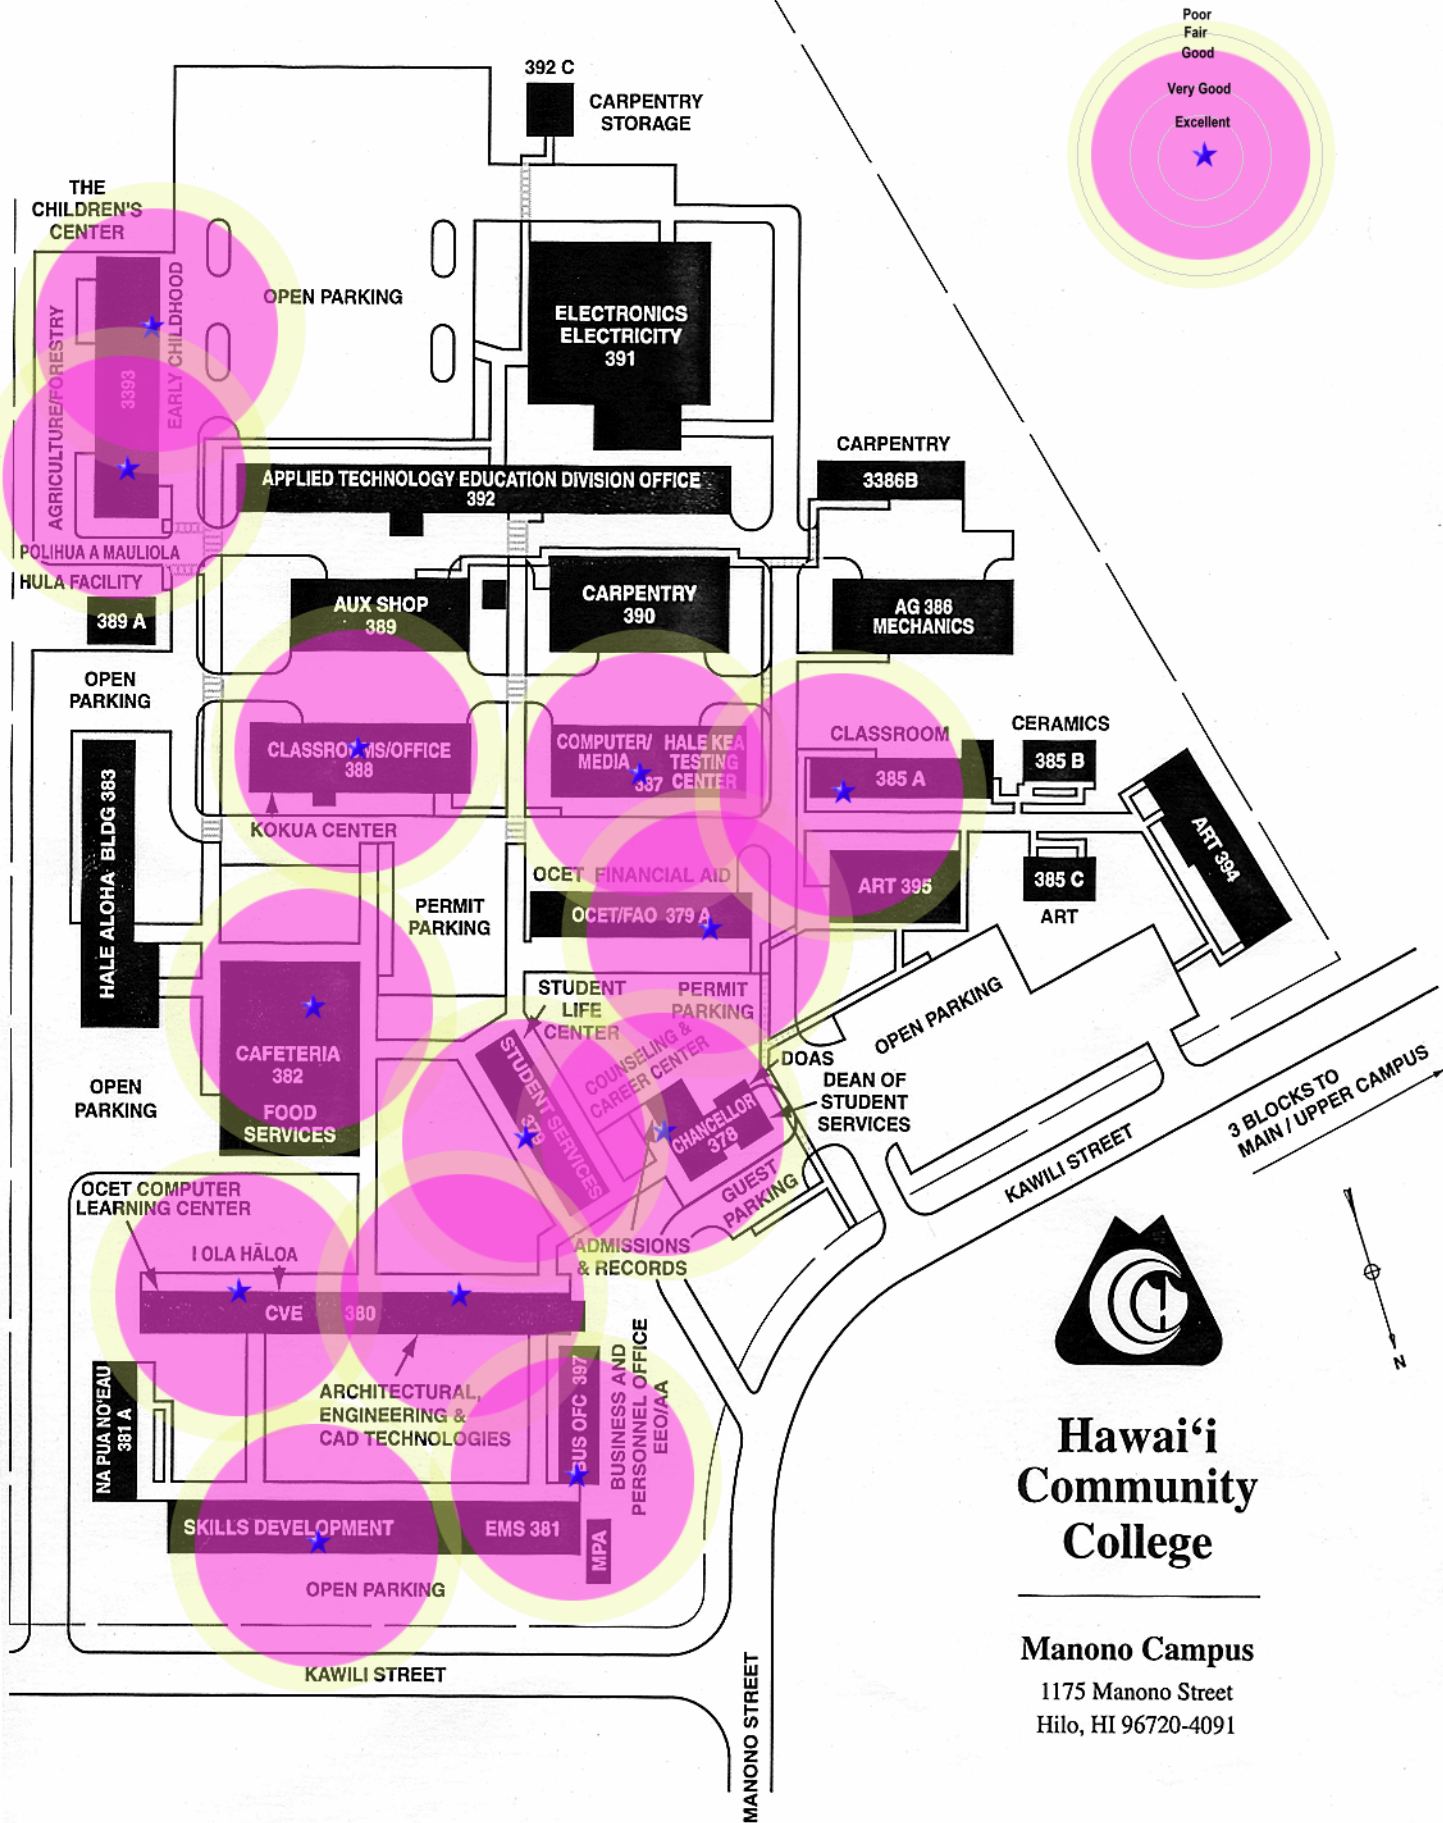 Poor
Fair
Good
Very Good
Excellent
392 C
CARPENTRY
STORAGE
THE
CHILDREN'S
CENTER
OPEN PARKING
EARLY CHILDHOOD
AGRICULTURE/FORESTRY
3393
ELECTRONICS
ELECTRICITY
391
CARPENTRY
3386B
APPLIED TECHNOLOGY EDUCATION DIVISION OFFICE
392
POLIHUA A MAULIOLA
HULA FACILITY
389 A
AUX SHOP
389
CARPENTRY
390
AG 386
MECHANICS
OPEN
PARKING
CLASSROOMS/OFFICE
388
KOKUA CENTER
COMPUTER/
MEDIA
387
HALE KEA
TESTING
CENTER
CLASSROOM
385 A
CERAMICS
385 B
ART 394
HALE ALOHA BLDG 383
OCET FINANCIAL AID
OCET/FAO 379 A
ART 395
385 C
ART
PERMIT
PARKING
STUDENT
LIFE
CENTER
PERMIT
PARKING
OPEN PARKING
CAFETERIA
382
FOOD
SERVICES
OPEN
PARKING
STUDENT SERVICES
379
COUNSELING &
CAREER CENTER
DOAS
DEAN OF
STUDENT
SERVICES
CHANCELLOR
378
GUEST
PARKING
3 BLOCKS TO
MAIN / UPPER CAMPUS
KAWILI STREET
OCET COMPUTER
LEARNING CENTER
I OLA HĀLOA
ADMISSIONS
& RECORDS
CVE 380
NA PUA NO'EAU
381 A
ARCHITECTURAL,
ENGINEERING &
CAD TECHNOLOGIES
BUS OFC 397
BUSINESS AND
PERSONNEL OFFICE
EEO/AA
N
SKILLS DEVELOPMENT
EMS 381
MPA
OPEN PARKING
KAWILI STREET
MANONO STREET
Hawai‘i
Community
College
Manono Campus
1175 Manono Street
Hilo, HI 96720-4091